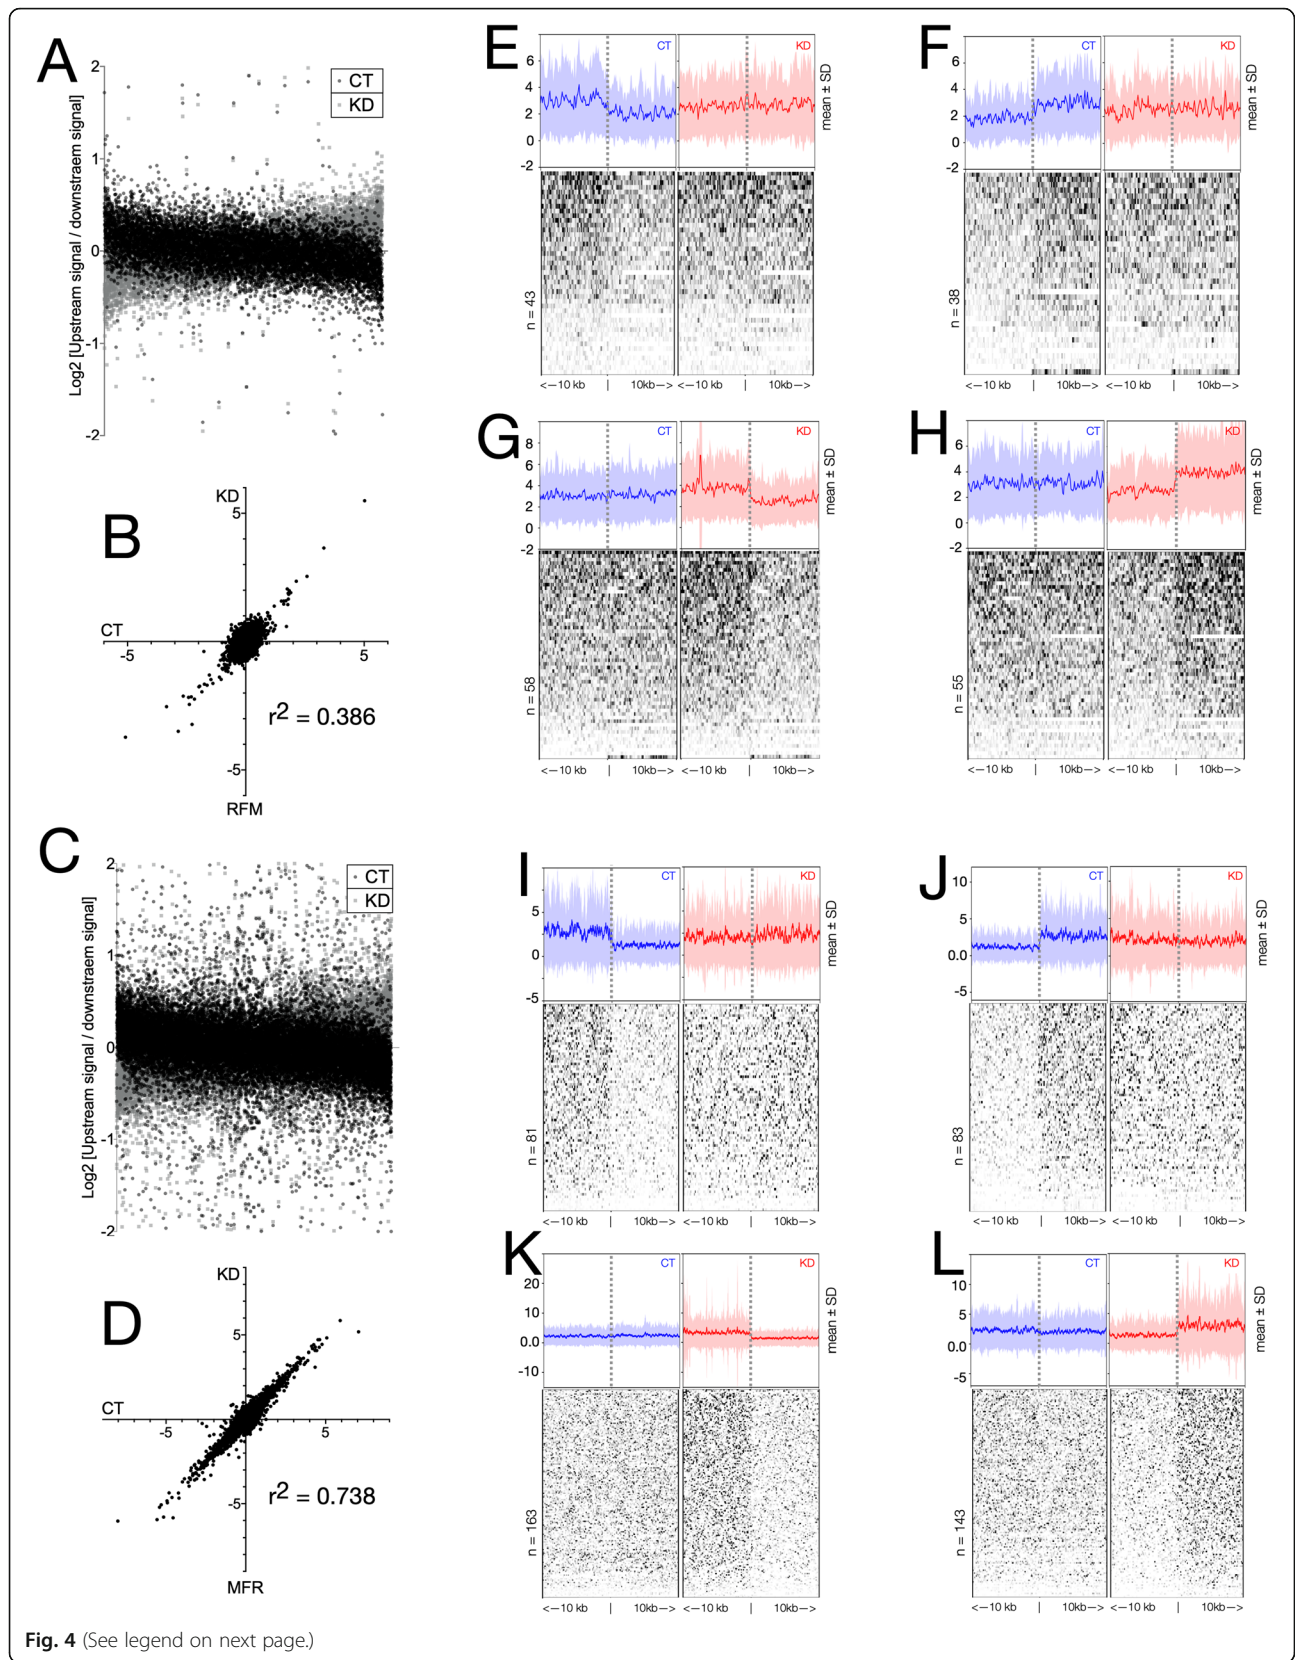 A
2
1
0
-1
-2
Log2 [Upstream signal / downstraem signal]
CT
KD
B
KD
5
CT
-5
5
-5
r2 = 0.386
RFM
C
2
1
0
-1
-2
Log2 [Upstream signal / downstraem signal]
CT
KD
D
KD
5
CT
-5
5
-5
r2 = 0.738
MFR
E
6
4
2
0
-2
CT
KD
mean ± SD
n = 43
<—10 kb | 10kb—> <—10 kb | 10kb—>
F
6
4
2
0
-2
CT
KD
mean ± SD
n = 38
<—10 kb | 10kb—> <—10 kb | 10kb—>
G
8
6
4
2
0
-2
CT
KD
mean ± SD
n = 58
<—10 kb | 10kb—> <—10 kb | 10kb—>
H
6
4
2
0
-2
CT
KD
mean ± SD
n = 55
<—10 kb | 10kb—> <—10 kb | 10kb—>
I
5
0
-5
CT
KD
mean ± SD
n = 81
<—10 kb | 10kb—> <—10 kb | 10kb—>
J
10
5
0.0
-5
CT
KD
mean ± SD
n = 83
<—10 kb | 10kb—> <—10 kb | 10kb—>
K
20
10
0.0
-10
CT
KD
mean ± SD
n = 163
<—10 kb | 10kb—> <—10 kb | 10kb—>
L
10
5
0.0
-5
CT
KD
mean ± SD
n = 143
<—10 kb | 10kb—> <—10 kb | 10kb—>
Fig. 4 (See legend on next page.)